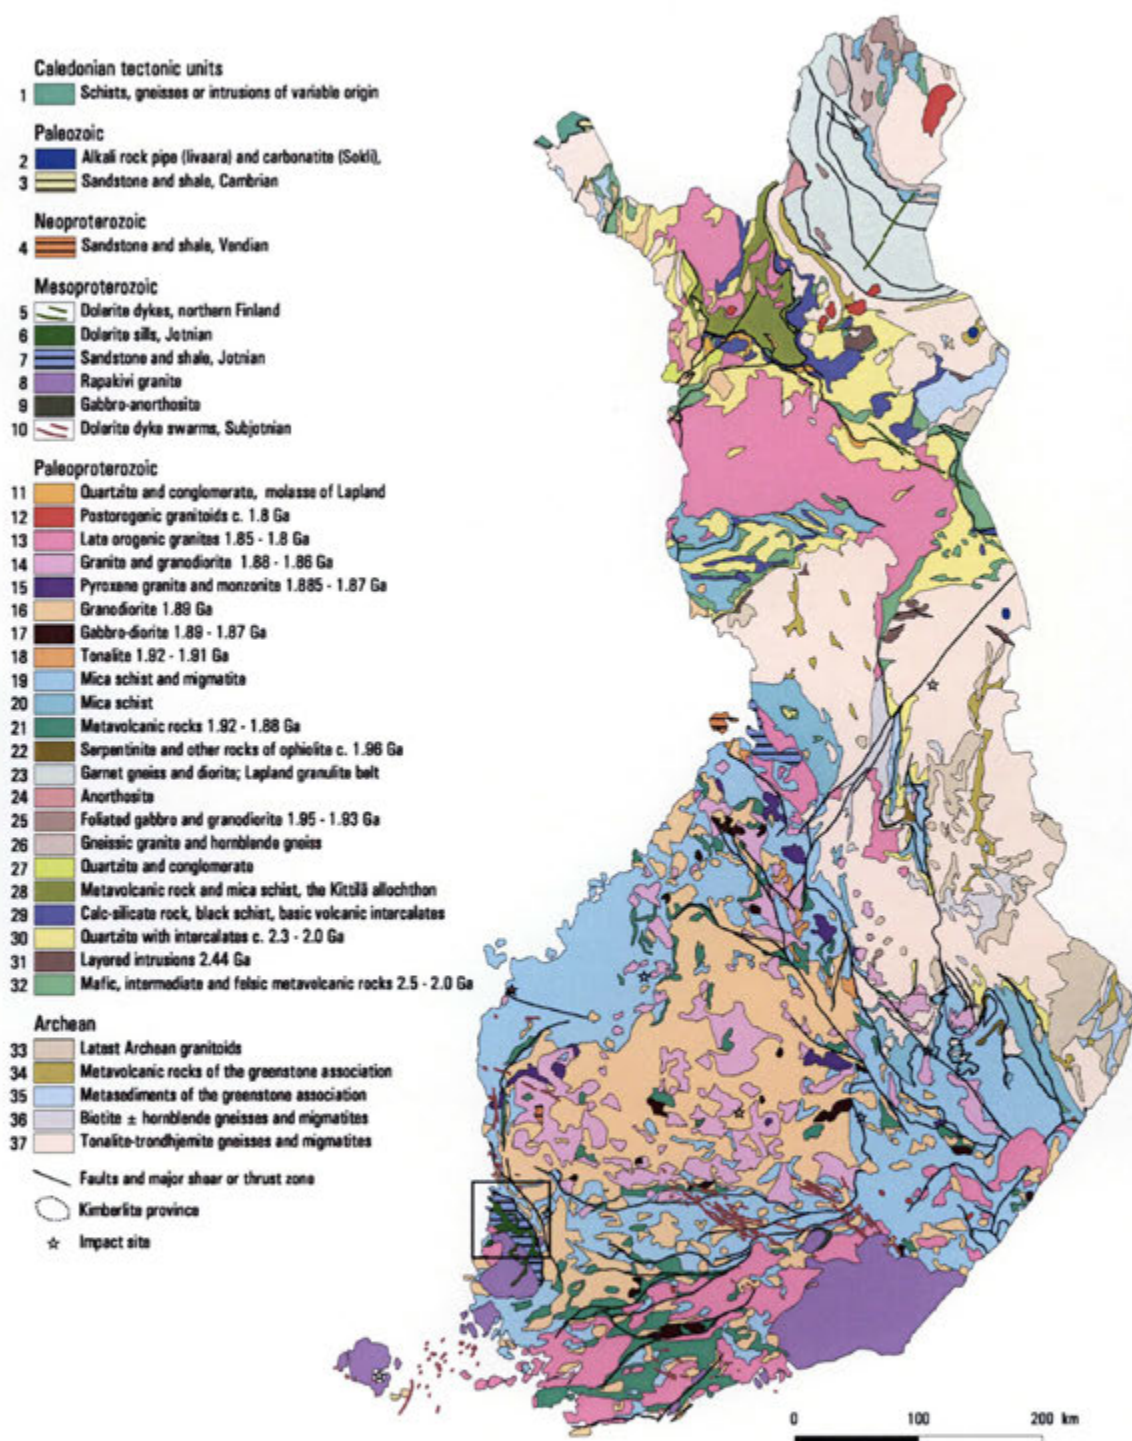 Caledonian tectonic units
1 Schists, gneisses or intrusions of variable origin
Paleozoic
2 Alkali rock pipe (Iivaara) and carbonatite (Sokli),
3 Sandstone and shale, Cambrian
Neoproterozoic
4 Sandstone and shale, Vendian
Mesoproterozoic
5 Dolerite dykes, northern Finland
6 Dolerite sills, Jotnian
7 Sandstone and shale, Jotnian
8 Rapakivi granite
9 Gabbro-anorthosite
10 Dolerite dyke swarms, Subjotnian
Paleoproterozoic
11 Quartzite and conglomerate, molasse of Lapland
12 Postorogenic granitoids c. 1.8 Ga
13 Late orogenic granites 1.85 - 1.8 Ga
14 Granite and granodiorite 1.88 - 1.86 Ga
15 Pyroxene granite and monzonite 1.885 - 1.87 Ga
16 Granodiorite 1.89 Ga
17 Gabbro-diorite 1.89 - 1.87 Ga
18 Tonalite 1.92 - 1.91 Ga
19 Mica schist and migmatite
20 Mica schist
21 Metavolcanic rocks 1.92 - 1.88 Ga
22 Serpentinite and other rocks of ophiolite c. 1.96 Ga
23 Garnet gneiss and diorite; Lapland granulite belt
24 Anorthosite
25 Foliated gabbro and granodiorite 1.95 - 1.93 Ga
26 Gneissic granite and hornblende gneiss
27 Quartzite and conglomerate
28 Metavolcanic rock and mica schist, the Kittilä allochthon
29 Calc-silicate rock, black schist, basic volcanic intercalates
30 Quartzite with intercalates c. 2.3 - 2.0 Ga
31 Layered intrusions 2.44 Ga
32 Mafic, intermediate and felsic metavolcanic rocks 2.5 - 2.0 Ga
Archean
33 Latest Archean granitoids
34 Metavolcanic rocks of the greenstone association
35 Metasediments of the greenstone association
36 Biotite ± hornblende gneisses and migmatites
37 Tonalite-trondhjemite gneisses and migmatites
Faults and major shear or thrust zone
Kimberlite province
Impact site
0 100 200 km